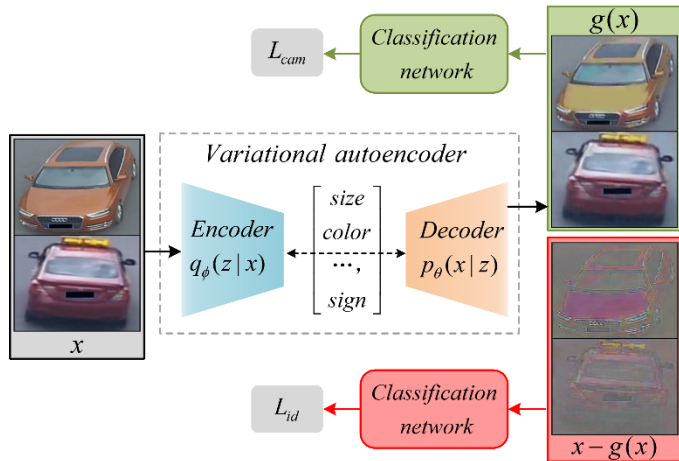 g(x)
L_cam
Classification
network
Variational autoencoder
Encoder
q_ϕ(z|x)
size
color
...,
sign
Decoder
p_θ(x|z)
x
L_id
Classification
network
x − g(x)